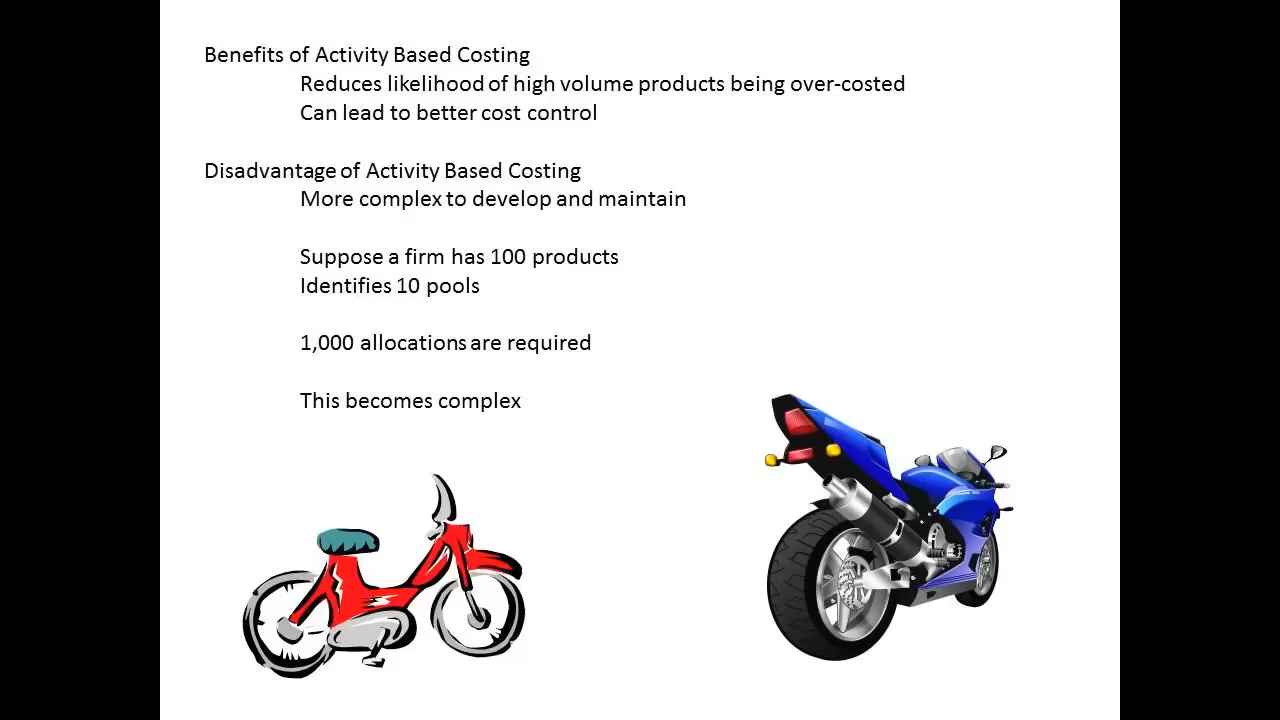 Benefits of Activity Based Costing
Reduces likelihood of high volume products being over-costed
Can lead to better cost control
Disadvantage of Activity Based Costing
More complex to develop and maintain
Suppose a firm has 100 products
Identifies 10 pools
1,000 allocations are required
This becomes complex